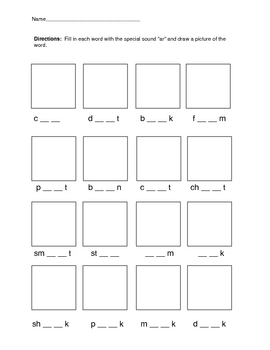 Name____________________________
Directions: Fill in each word with the special sound "ar" and draw a picture of the
word.
c __ __ d __ __ t b __ __ k f __ __ m
p __ __ t b __ __ n c __ __ t ch __ __ t
sm __ __ t st __ __ __ __ m __ __ k
sh __ __ k p __ __ k m __ __ k d __ __ k